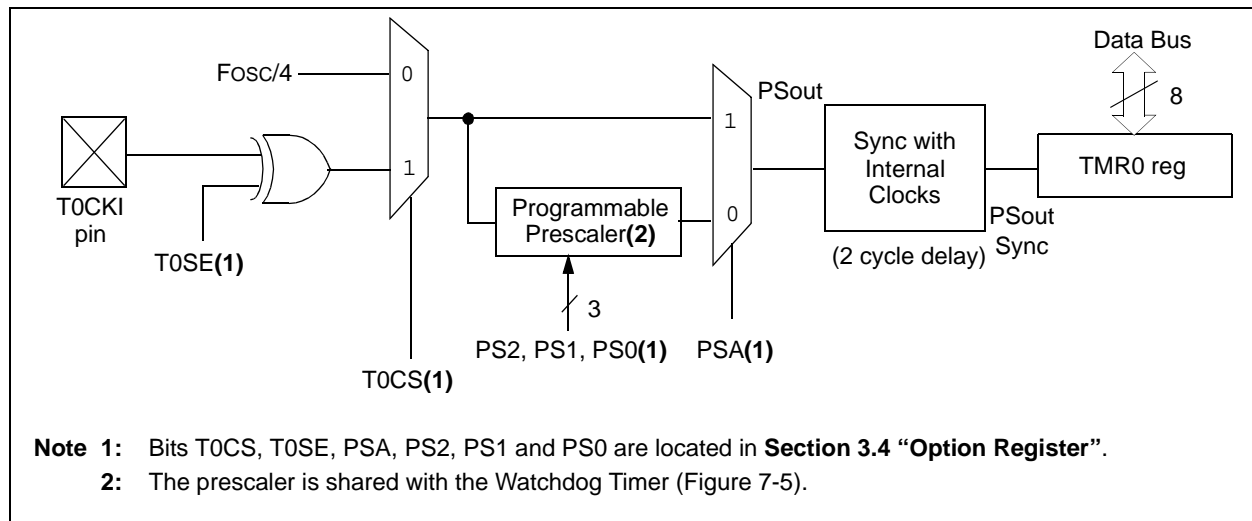 Data Bus
8
FOSC/4
0
1
T0CKI
pin
T0SE(1)
T0CS(1)
Programmable
Prescaler(2)
3
PS2, PS1, PS0(1)
1
0
PSA(1)
PSout
Sync with
Internal
Clocks
(2 cycle delay)
PSout
Sync
TMR0 reg
Note 1: Bits T0CS, T0SE, PSA, PS2, PS1 and PS0 are located in Section 3.4 “Option Register”.
2: The prescaler is shared with the Watchdog Timer (Figure 7-5).